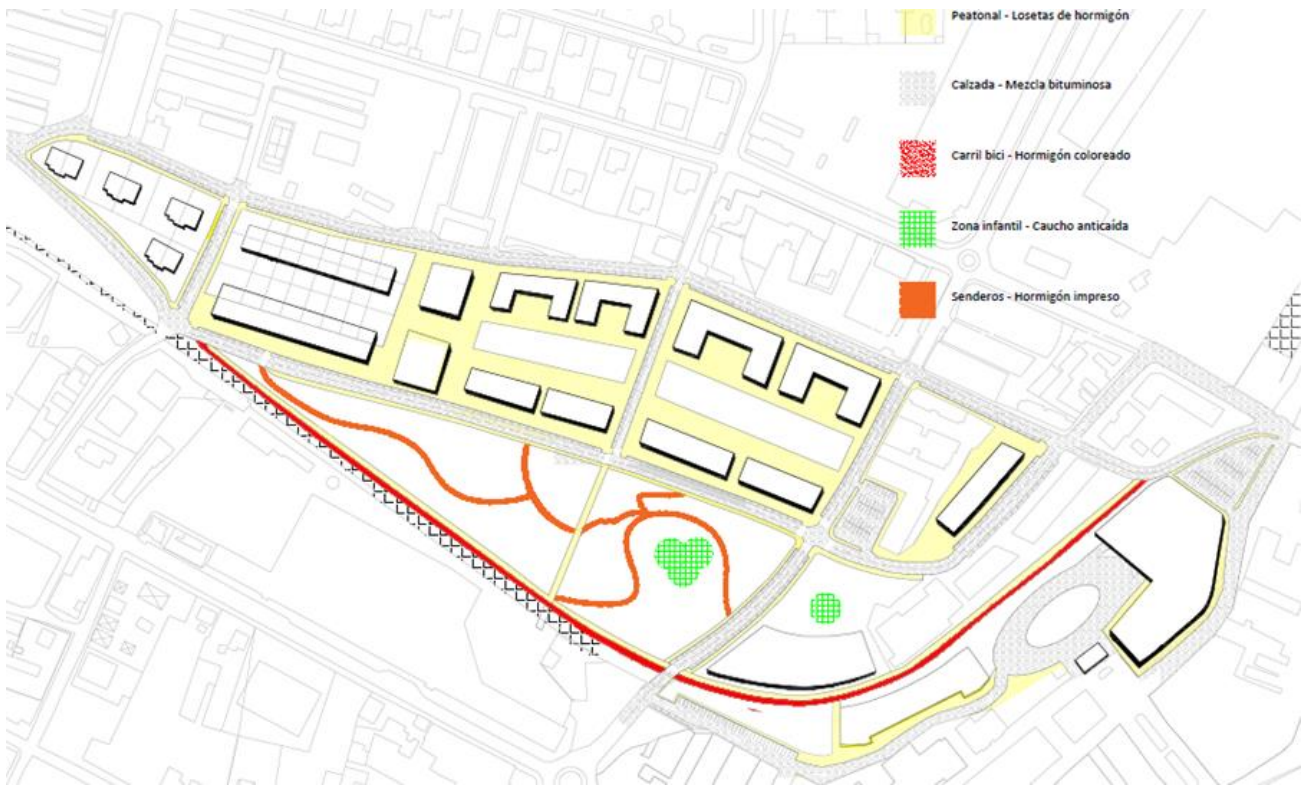 Peatonal - Losetas de hormigón
Calzada - Mezcla bituminosa
Carril bici - Hormigón coloreado
Zona infantil - Caucho anticaída
Senderos - Hormigón impreso